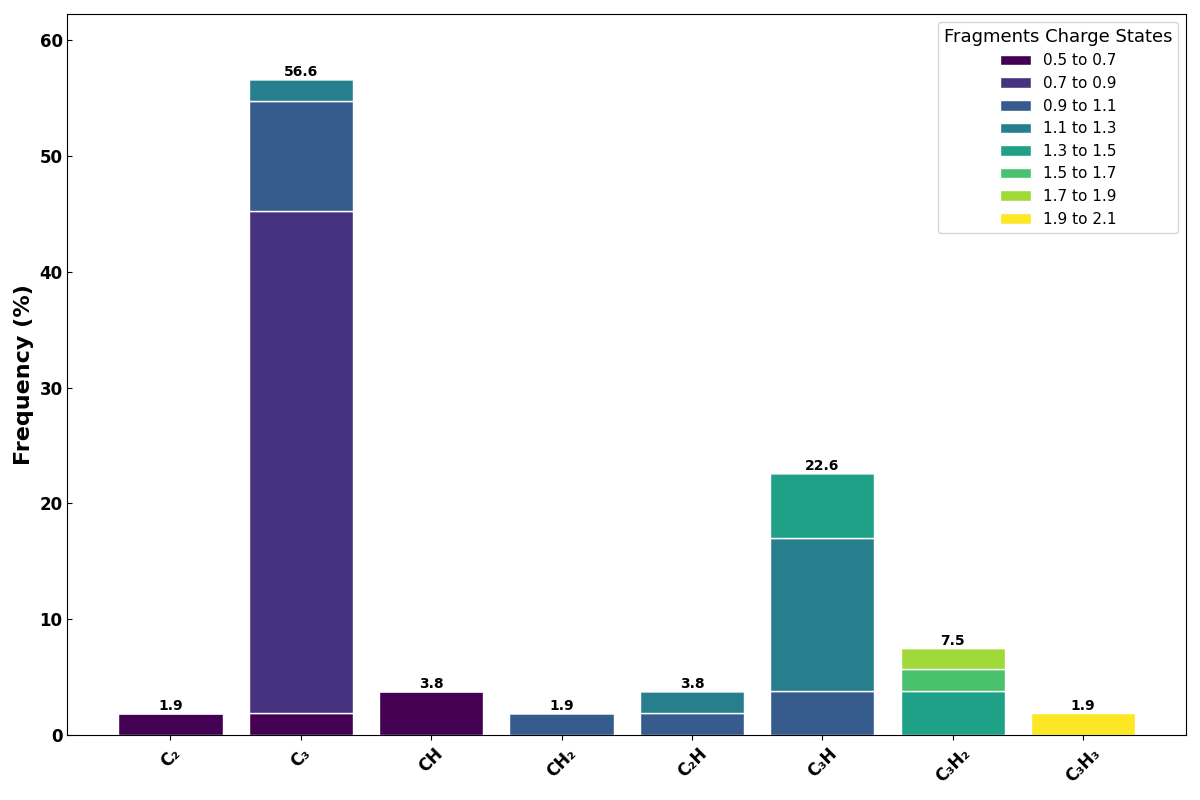 Fragments Charge States
0.5 to 0.7
0.7 to 0.9
0.9 to 1.1
1.1 to 1.3
1.3 to 1.5
1.5 to 1.7
1.7 to 1.9
1.9 to 2.1
Frequency (%)
60
50
40
30
20
10
0
1.9
56.6
3.8
1.9
3.8
22.6
7.5
1.9
C₂
C₃
CH
CH₂
C₂H
C₃H
C₃H₂
C₃H₃